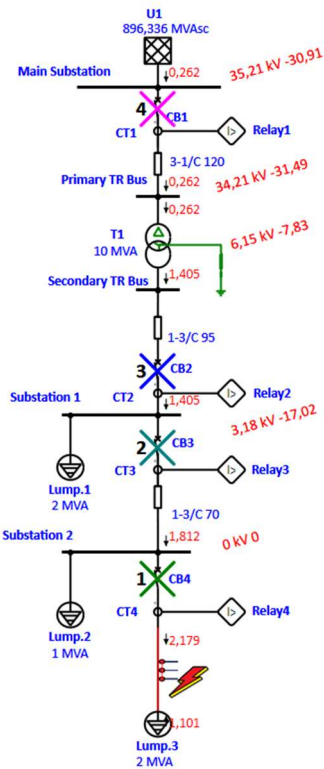 U1
896,336 MVAsc
0,262
35,21 kV -30,91
Main Substation
4
CB1
CT1
I>
Relay1
3-1/C 120
Primary TR Bus
0,262
34,21 kV -31,49
0,262
T1
10 MVA
6,15 kV -7,83
1,405
Secondary TR Bus
1-3/C 95
3
CB2
CT2
I>
Relay2
Substation 1
1,405
3,18 kV -17,02
2
CB3
CT3
I>
Relay3
Lump.1
2 MVA
1-3/C 70
Substation 2
0 kV 0
1,812
1
CB4
CT4
I>
Relay4
Lump.2
1 MVA
2,179
1,101
Lump.3
2 MVA